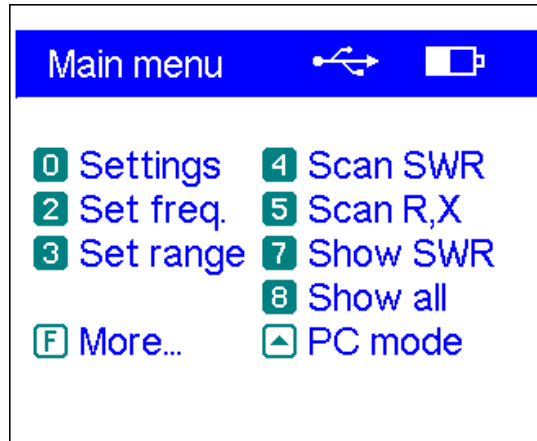 Main menu
0 Settings 4 Scan SWR
2 Set freq. 5 Scan R,X
3 Set range 7 Show SWR
8 Show all
F More... PC mode